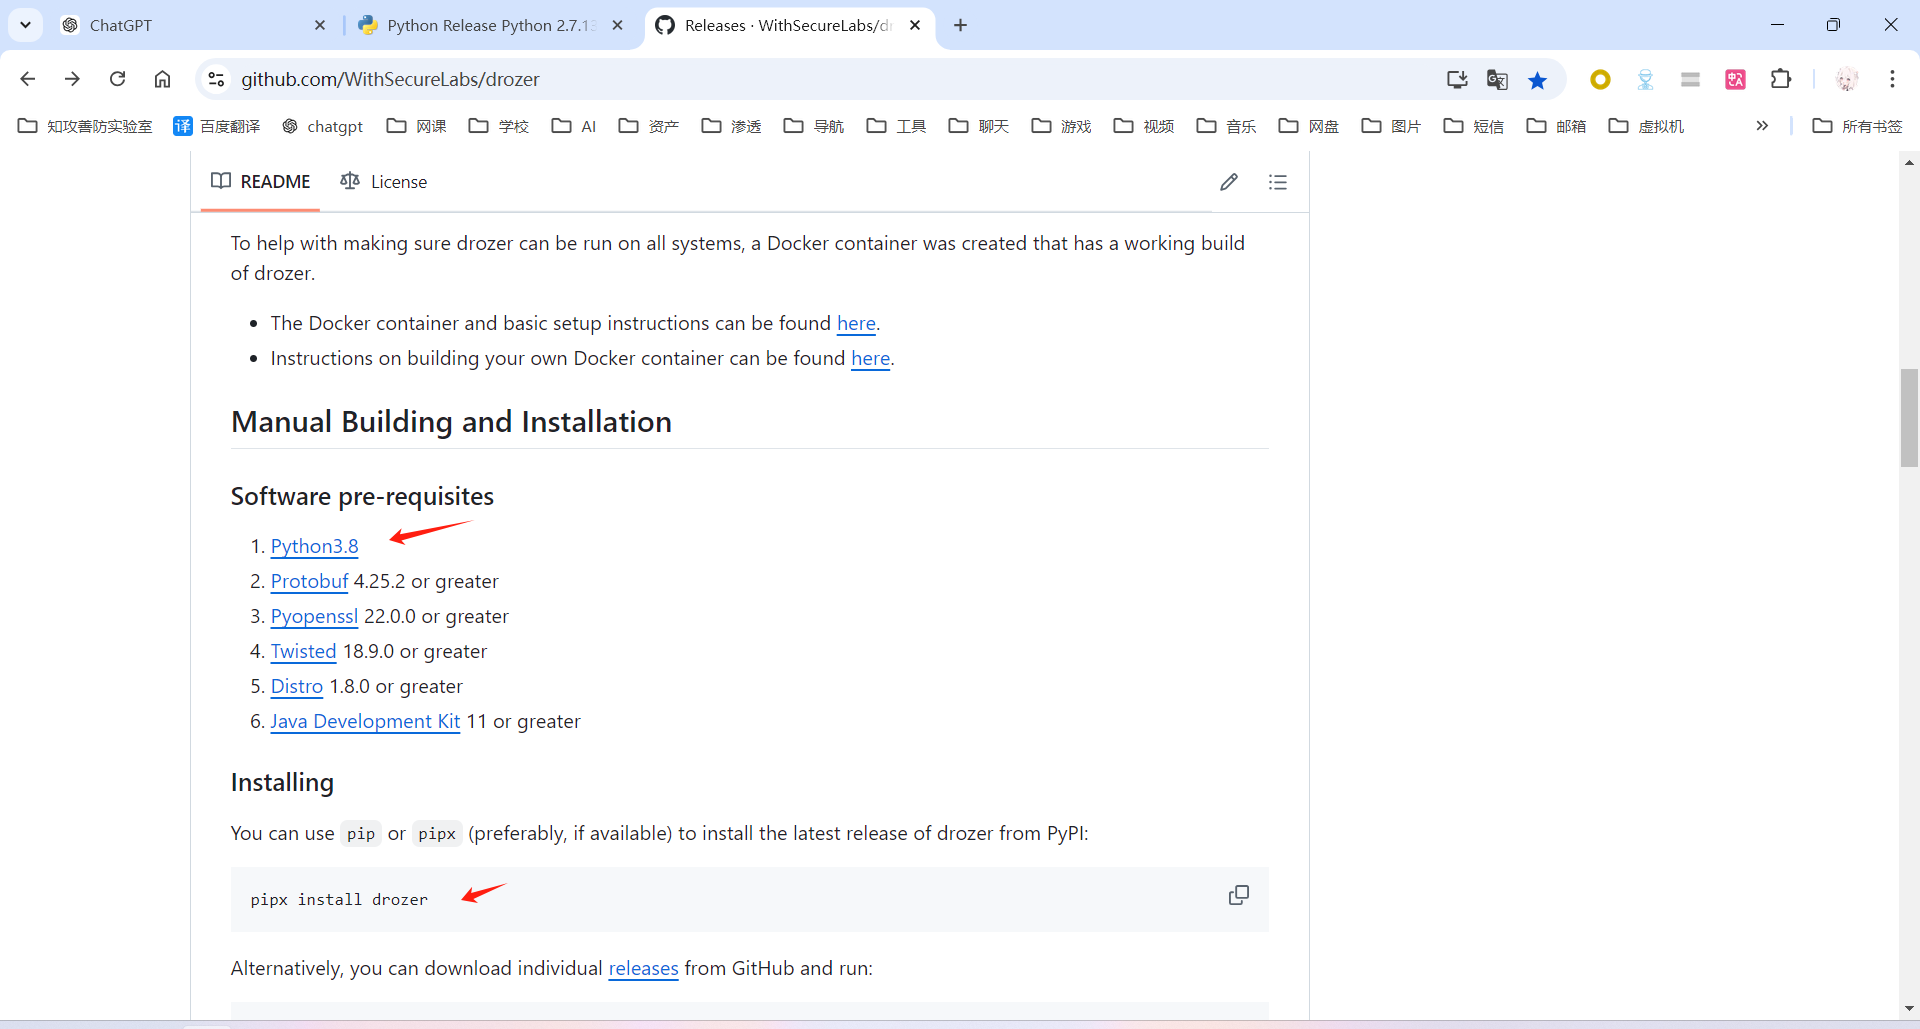 ChatGPT
Python Release Python 2.7.13
Releases · WithSecureLabs/dr
github.com/WithSecureLabs/drozer
知攻善防实验室 译 百度翻译 chatgpt 网课 学校 AI 资产 渗透 导航 工具 聊天 游戏 视频 音乐 网盘 图片 短信 邮箱 虚拟机 » 所有书签
README License
To help with making sure drozer can be run on all systems, a Docker container was created that has a working build
of drozer.
• The Docker container and basic setup instructions can be found here.
• Instructions on building your own Docker container can be found here.
Manual Building and Installation
Software pre-requisites
1. Python3.8
2. Protobuf 4.25.2 or greater
3. Pyopenssl 22.0.0 or greater
4. Twisted 18.9.0 or greater
5. Distro 1.8.0 or greater
6. Java Development Kit 11 or greater
Installing
You can use pip or pipx (preferably, if available) to install the latest release of drozer from PyPI:
pipx install drozer
Alternatively, you can download individual releases from GitHub and run: